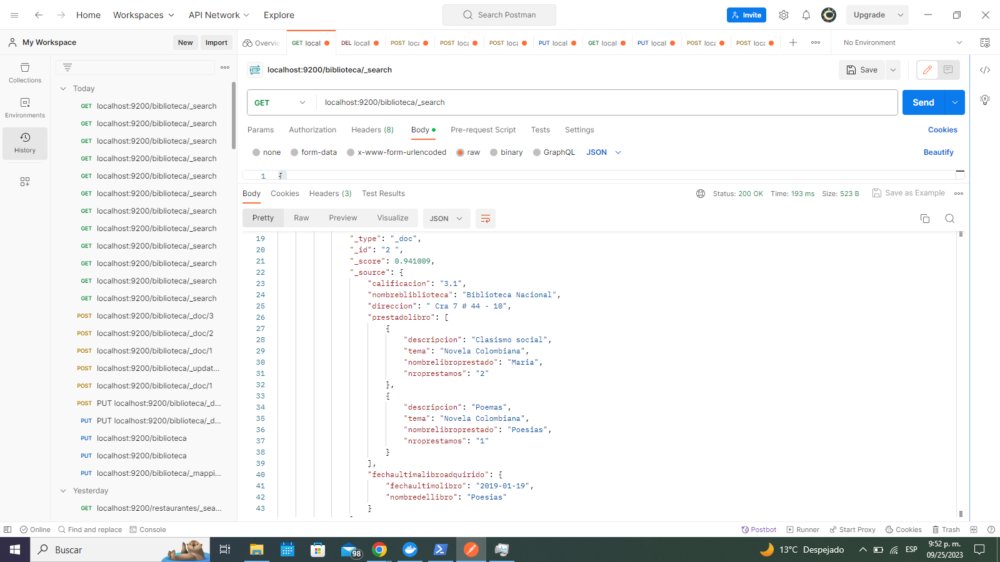 Home Workspaces API Network Explore Search Postman Invite Upgrade
My Workspace New Import
Overvie GET local DEL locall POST loca POST loca POST loca PUT local GET local PUT local POST loca POST loca No Environment
Collections
Environments
History
Today
GET localhost:9200/biblioteca/_search
GET localhost:9200/biblioteca/_search
GET localhost:9200/biblioteca/_search
GET localhost:9200/biblioteca/_search
GET localhost:9200/biblioteca/_search
GET localhost:9200/biblioteca/_search
GET localhost:9200/biblioteca/_search
GET localhost:9200/biblioteca/_search
GET localhost:9200/biblioteca/_search
GET localhost:9200/biblioteca/_search
GET localhost:9200/biblioteca/_search
GET localhost:9200/biblioteca/_search
POST localhost:9200/biblioteca/_doc/3
POST localhost:9200/biblioteca/_doc/2
POST localhost:9200/biblioteca/_doc/1
POST localhost:9200/biblioteca/_updat...
POST localhost:9200/biblioteca/_doc/1
POST PUT localhost:9200/biblioteca/_d...
PUT PUT localhost:9200/biblioteca/_d...
PUT localhost:9200/biblioteca
PUT localhost:9200/biblioteca
PUT localhost:9200/biblioteca/_mappi...
Yesterday
GET localhost:9200/restaurantes/_sea...
HTTP localhost:9200/biblioteca/_search Save
GET localhost:9200/biblioteca/_search Send
Params Authorization Headers (8) Body Pre-request Script Tests Settings Cookies
none form-data x-www-form-urlencoded raw binary GraphQL JSON Beautify
1 {
Body Cookies Headers (3) Test Results Status: 200 OK Time: 193 ms Size: 523 B Save as Example
Pretty Raw Preview Visualize JSON
19 "_type": "_doc",
20 "_id": "2 ",
21 "_score": 0.941009,
22 "_source": {
23 "calificacion": "3.1",
24 "nombrebliblioteca": "Biblioteca Nacional",
25 "direccion": " Cra 7 # 44 - 10",
26 "prestadolibro": [
27 {
28 "descripcion": "Clasismo social",
29 "tema": "Novela Colombiana",
30 "nombrelibroprestado": "Maria",
31 "nroprestamos": "2"
32 },
33 {
34 "descripcion": "Poemas",
35 "tema": "Novela Colombiana",
36 "nombrelibroprestado": "Poesias",
37 "nroprestamos": "1"
38 }
39 ],
40 "fechaultimalibroadquirido": {
41 "fechaultimolibro": "2019-01-19",
42 "nombredellibro": "Poesias"
43 }
Online Find and replace Console Postbot Runner Start Proxy Cookies Trash
Buscar 98 13°C Despejado ESP 9:52 p. m.
09/25/2023